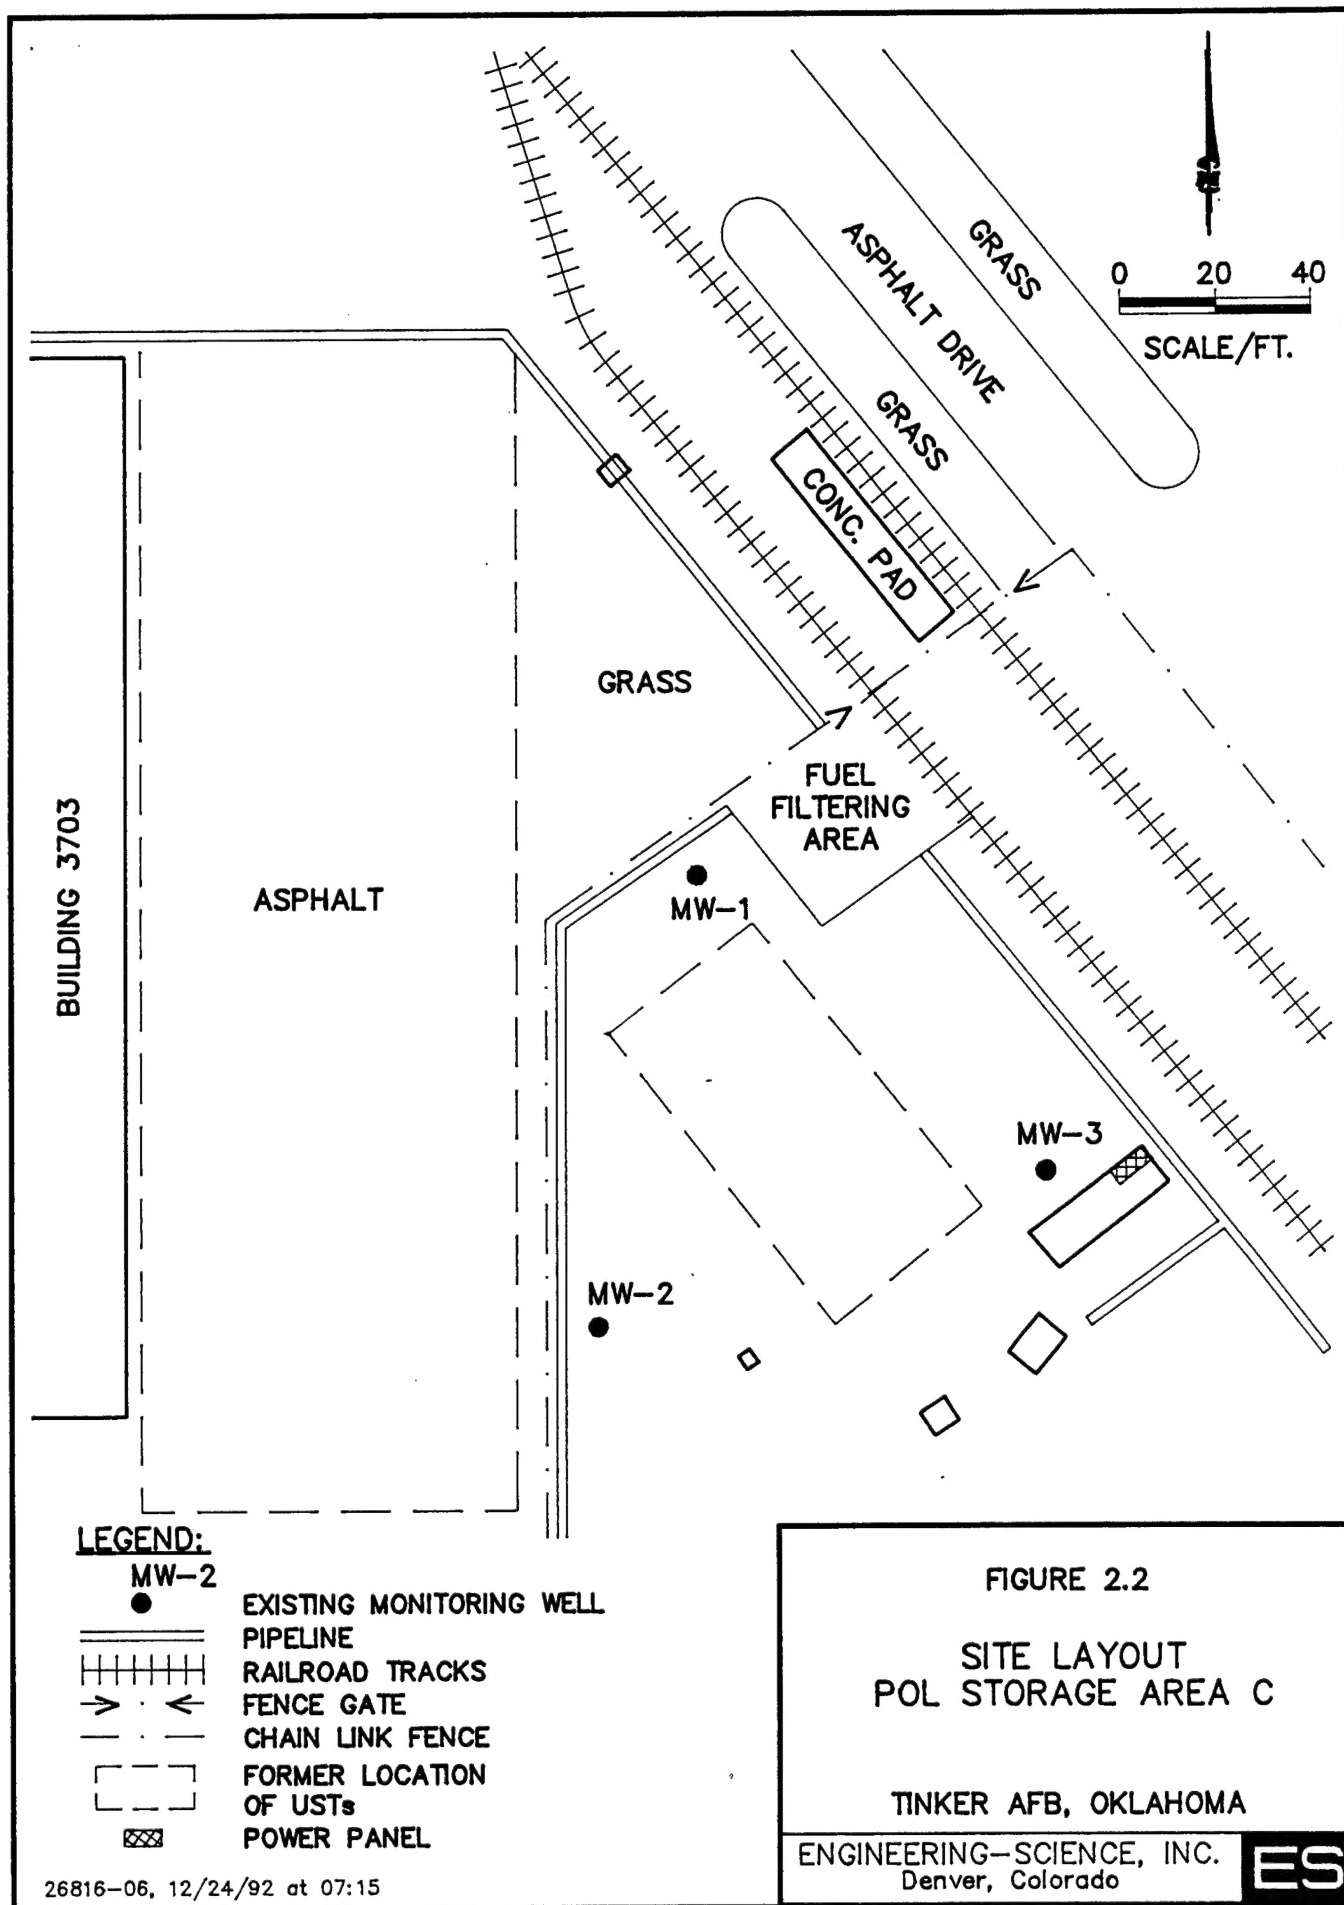 GRASS
ASPHALT DRIVE
GRASS
0 20 40
SCALE/FT.
CONC. PAD
GRASS
FUEL
FILTERING
AREA
BUILDING 3703
ASPHALT
MW-1
MW-3
MW-2
LEGEND:
MW-2
EXISTING MONITORING WELL
PIPELINE
RAILROAD TRACKS
FENCE GATE
CHAIN LINK FENCE
FORMER LOCATION
OF USTs
POWER PANEL
26816-06, 12/24/92 at 07:15
FIGURE 2.2
SITE LAYOUT
POL STORAGE AREA C
TINKER AFB, OKLAHOMA
ENGINEERING-SCIENCE, INC.
Denver, Colorado
ES